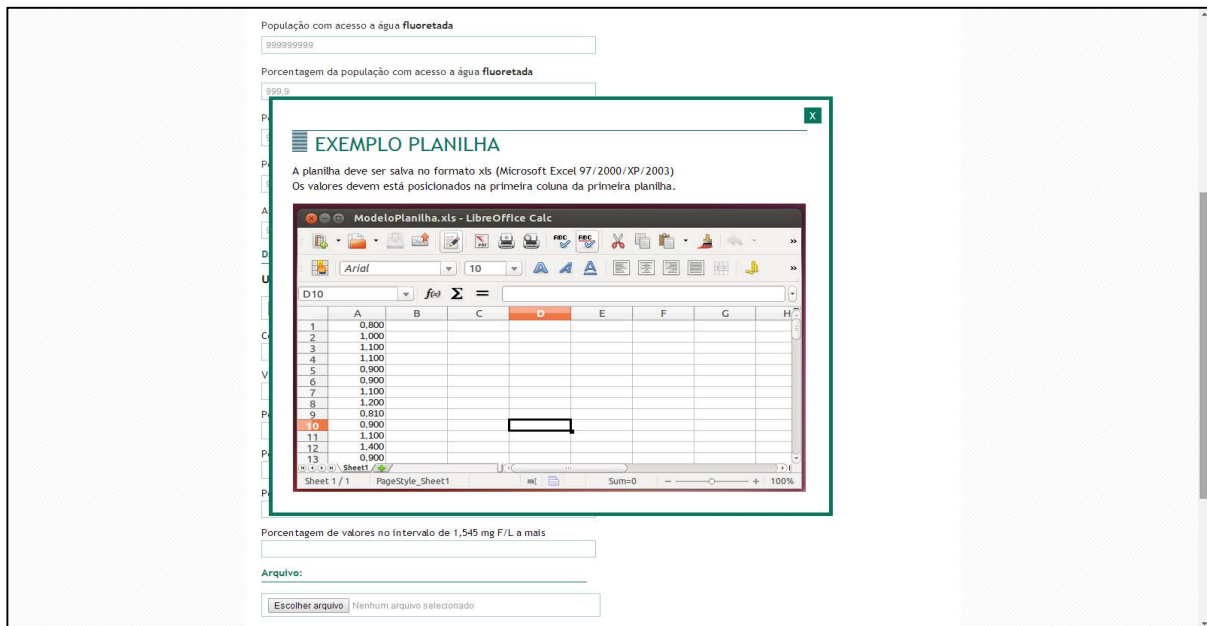 População com acesso a água fluoretada
999999999
Porcentagem da população com acesso a água fluoretada
999,9
X
EXEMPLO PLANILHA
A planilha deve ser salva no formato xls (Microsoft Excel 97/2000/XP/2003)
Os valores devem está posicionados na primeira coluna da primeira planilha.
ModeloPlanilha.xls - LibreOffice Calc
Arial 10
D10 f(x) Σ =
A B C D E F G H
1 0,800
2 1,000
3 1,100
4 1,100
5 0,900
6 0,900
7 1,100
8 1,200
9 0,810
10 0,900
11 1,100
12 1,400
13 0,900
Sheet1
Sheet 1 / 1 PageStyle_Sheet1 Sum=0 100%
Porcentagem de valores no intervalo de 1,545 mg F/L a mais
Arquivo:
Escolher arquivo Nenhum arquivo selecionado